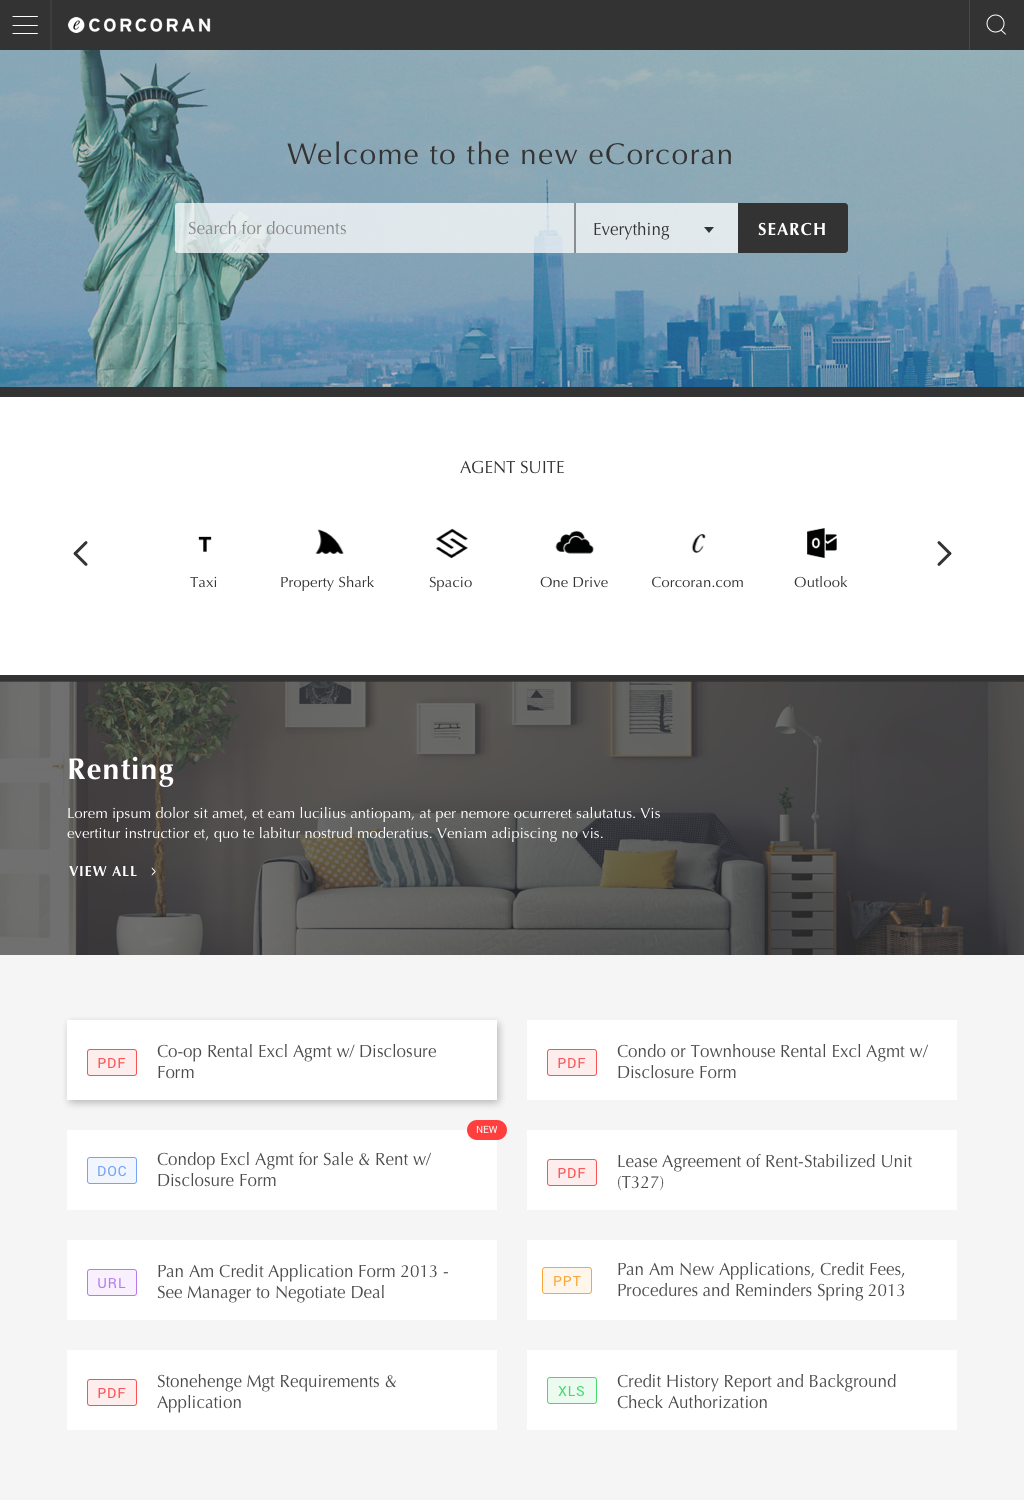 CORCORAN
Welcome to the new eCorcoran
Search for documents
Everything
SEARCH
AGENT SUITE
T
Taxi
Property Shark
Spacio
One Drive
C
Corcoran.com
O
Outlook
Renting
Lorem ipsum dolor sit amet, et eam lucilius antiopam, at per nemore ocurreret salutatus. Vis
evertitur instructior et, quo te labitur nostrud moderatius. Veniam adipiscing no vis.
VIEW ALL
PDF
Co-op Rental Excl Agmt w/ Disclosure
Form
PDF
Condo or Townhouse Rental Excl Agmt w/
Disclosure Form
NEW
DOC
Condop Excl Agmt for Sale & Rent w/
Disclosure Form
PDF
Lease Agreement of Rent-Stabilized Unit
(T327)
URL
Pan Am Credit Application Form 2013 -
See Manager to Negotiate Deal
PPT
Pan Am New Applications, Credit Fees,
Procedures and Reminders Spring 2013
PDF
Stonehenge Mgt Requirements &
Application
XLS
Credit History Report and Background
Check Authorization